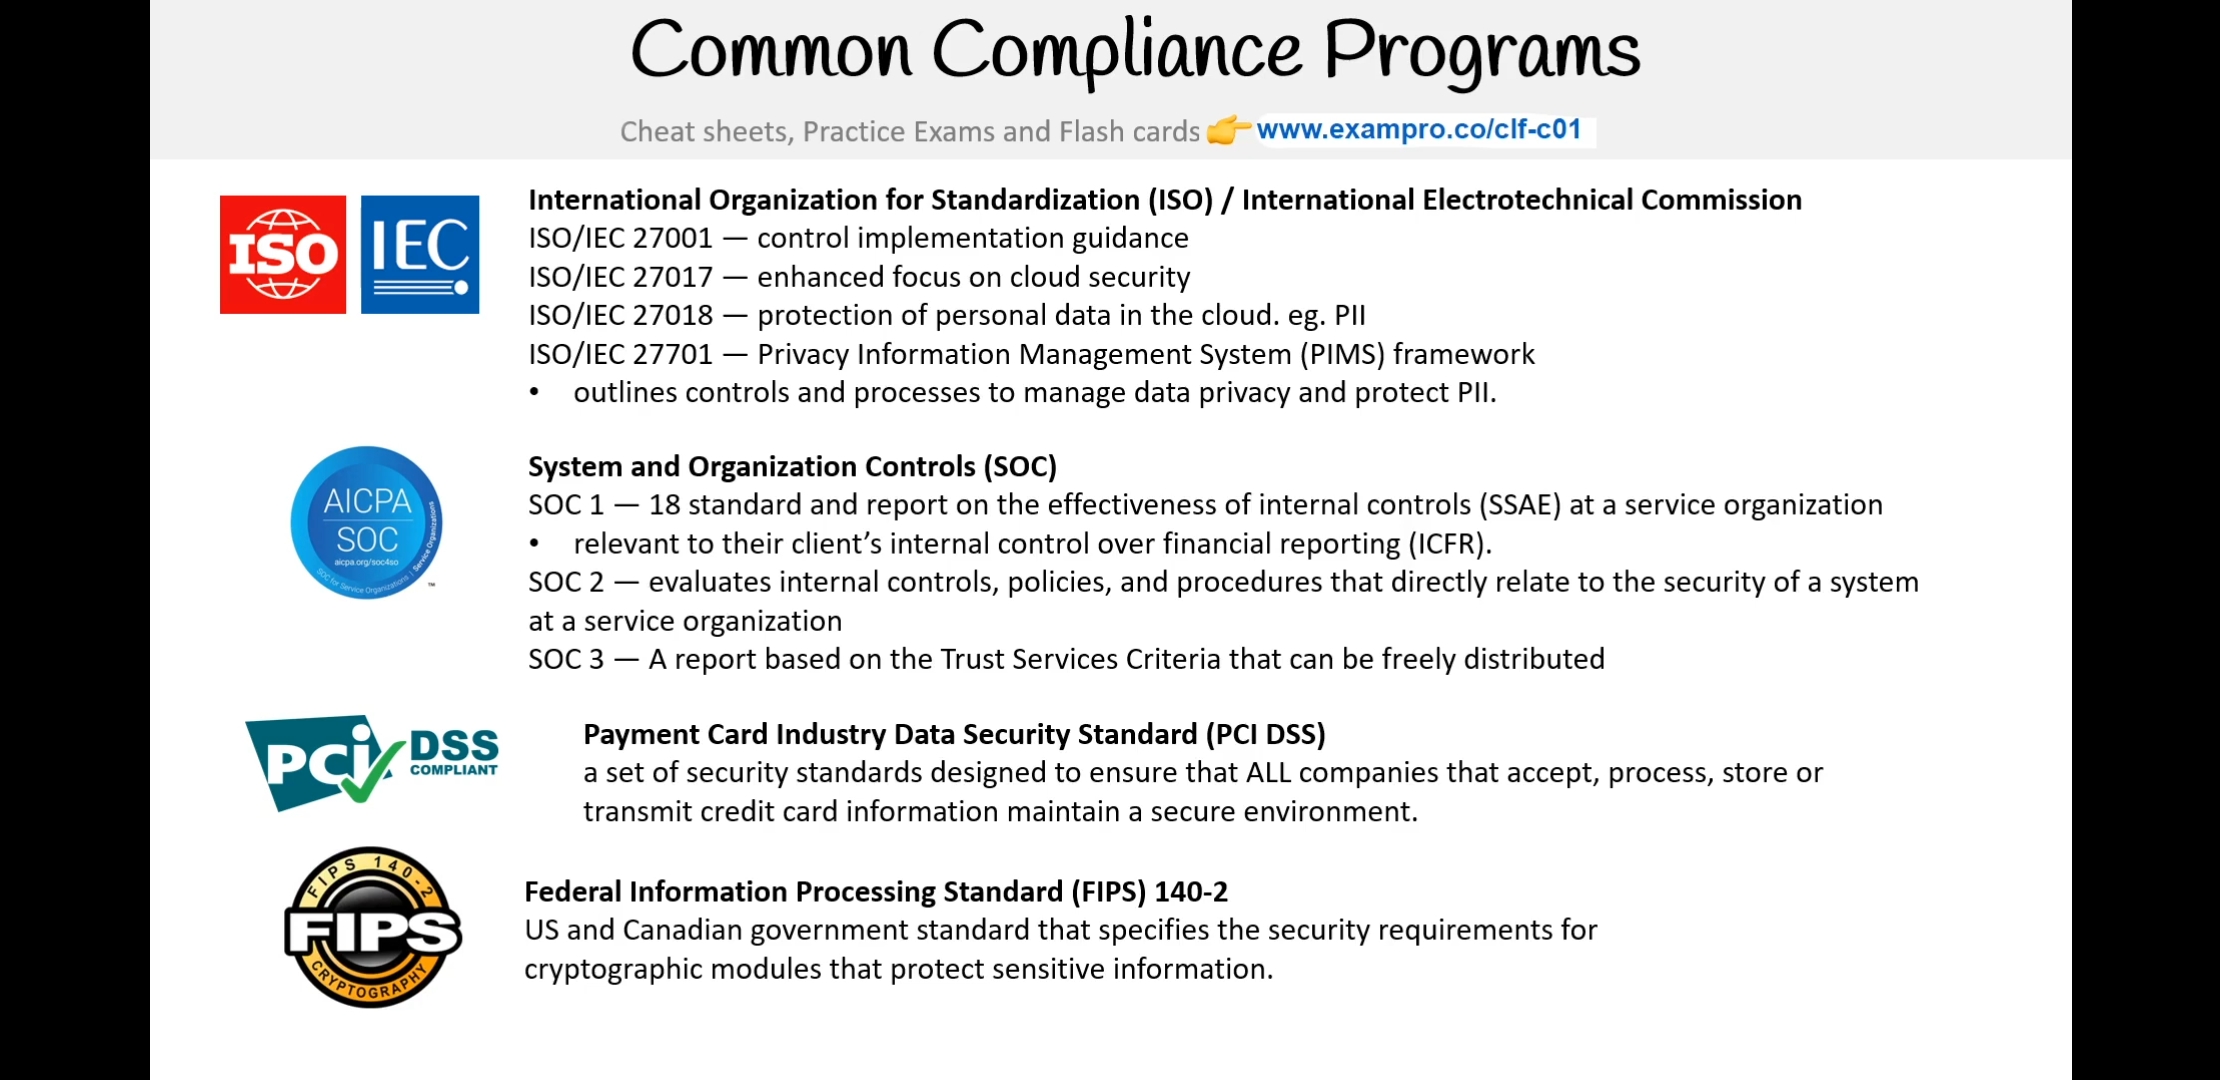 Common Compliance Programs
Cheat sheets, Practice Exams and Flash cards 👉 www.exampro.co/clf-c01
ISO
IEC
International Organization for Standardization (ISO) / International Electrotechnical Commission
ISO/IEC 27001 — control implementation guidance
ISO/IEC 27017 — enhanced focus on cloud security
ISO/IEC 27018 — protection of personal data in the cloud. eg. PII
ISO/IEC 27701 — Privacy Information Management System (PIMS) framework
• outlines controls and processes to manage data privacy and protect PII.
AICPA
SOC
aicpa.org/soc4so
SOC for Service Organizations | Service Organizations
TM
System and Organization Controls (SOC)
SOC 1 — 18 standard and report on the effectiveness of internal controls (SSAE) at a service organization
• relevant to their client’s internal control over financial reporting (ICFR).
SOC 2 — evaluates internal controls, policies, and procedures that directly relate to the security of a system
at a service organization
SOC 3 — A report based on the Trust Services Criteria that can be freely distributed
PCi DSS
COMPLIANT
Payment Card Industry Data Security Standard (PCI DSS)
a set of security standards designed to ensure that ALL companies that accept, process, store or
transmit credit card information maintain a secure environment.
FIPS 140-2
FIPS
CRYPTOGRAPHY
Federal Information Processing Standard (FIPS) 140-2
US and Canadian government standard that specifies the security requirements for
cryptographic modules that protect sensitive information.